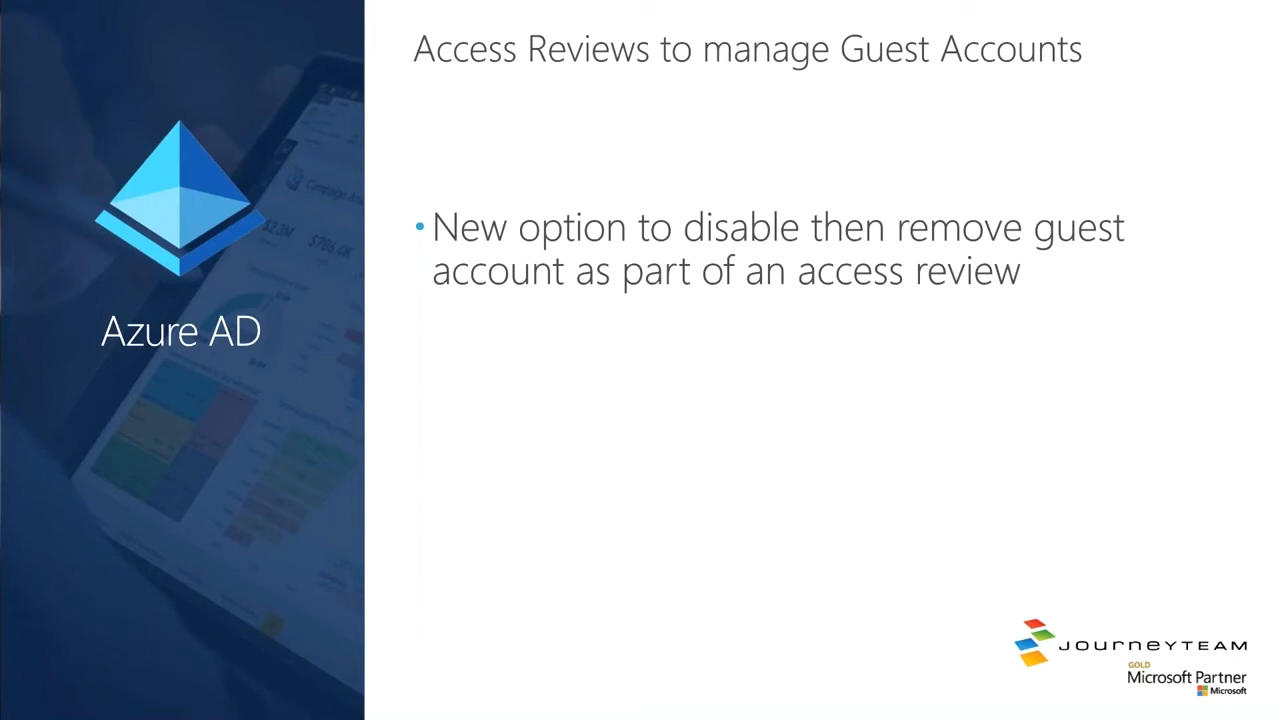 Access Reviews to manage Guest Accounts
Azure AD
• New option to disable then remove guest
account as part of an access review
JOURNEYTEAM
GOLD
Microsoft Partner
Microsoft